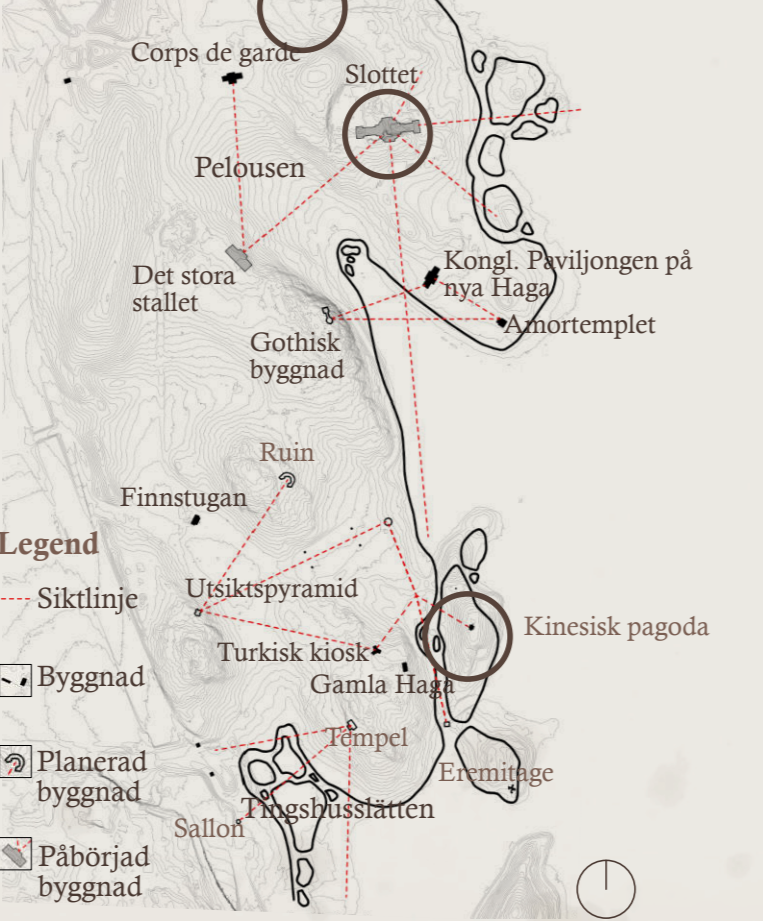 Corps de garde
Slottet
Pelousen
Kongl. Paviljongen på
nya Haga
Det stora
stallet
Amortemplet
Gothisk
byggnad
Ruin
Finnstugan
Legend
Siktlinje
Utsiktspyramid
Kinesisk pagoda
Turkisk kiosk
Byggnad
Gamla Haga
Tempel
Planerad
byggnad
Eremitage
Tingshusslätten
Sallon
Påbörjad
byggnad